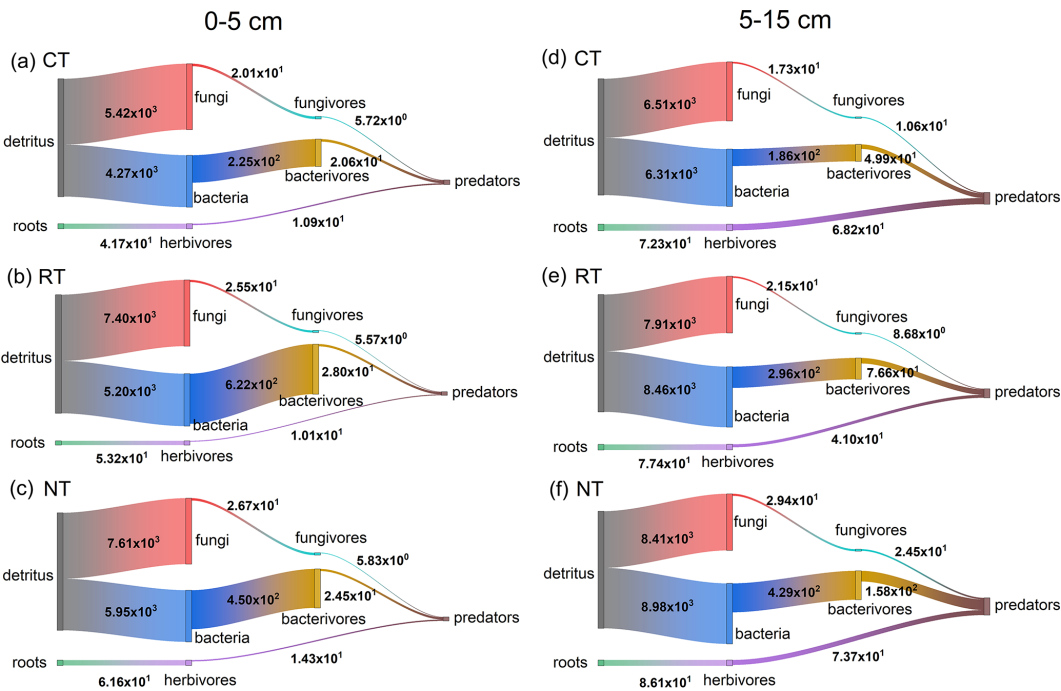 0-5 cm
5-15 cm
(a) CT
detritus
5.42x10³
fungi
2.01x10¹
fungivores
5.72x10⁰
4.27x10³
bacteria
2.25x10²
bacterivores
2.06x10¹
predators
roots
4.17x10¹
herbivores
1.09x10¹
(b) RT
detritus
7.40x10³
fungi
2.55x10¹
fungivores
5.57x10⁰
5.20x10³
bacteria
6.22x10²
bacterivores
2.80x10¹
predators
roots
5.32x10¹
herbivores
1.01x10¹
(c) NT
detritus
7.61x10³
fungi
2.67x10¹
fungivores
5.83x10⁰
5.95x10³
bacteria
4.50x10²
bacterivores
2.45x10¹
predators
roots
6.16x10¹
herbivores
1.43x10¹
(d) CT
detritus
6.51x10³
fungi
1.73x10¹
fungivores
1.06x10¹
6.31x10³
bacteria
1.86x10²
bacterivores
4.99x10¹
predators
roots
7.23x10¹
herbivores
6.82x10¹
(e) RT
detritus
7.91x10³
fungi
2.15x10¹
fungivores
8.68x10⁰
8.46x10³
bacteria
2.96x10²
bacterivores
7.66x10¹
predators
roots
7.74x10¹
herbivores
4.10x10¹
(f) NT
detritus
8.41x10³
fungi
2.94x10¹
fungivores
2.45x10¹
8.98x10³
bacteria
4.29x10²
bacterivores
1.58x10²
predators
roots
8.61x10¹
herbivores
7.37x10¹